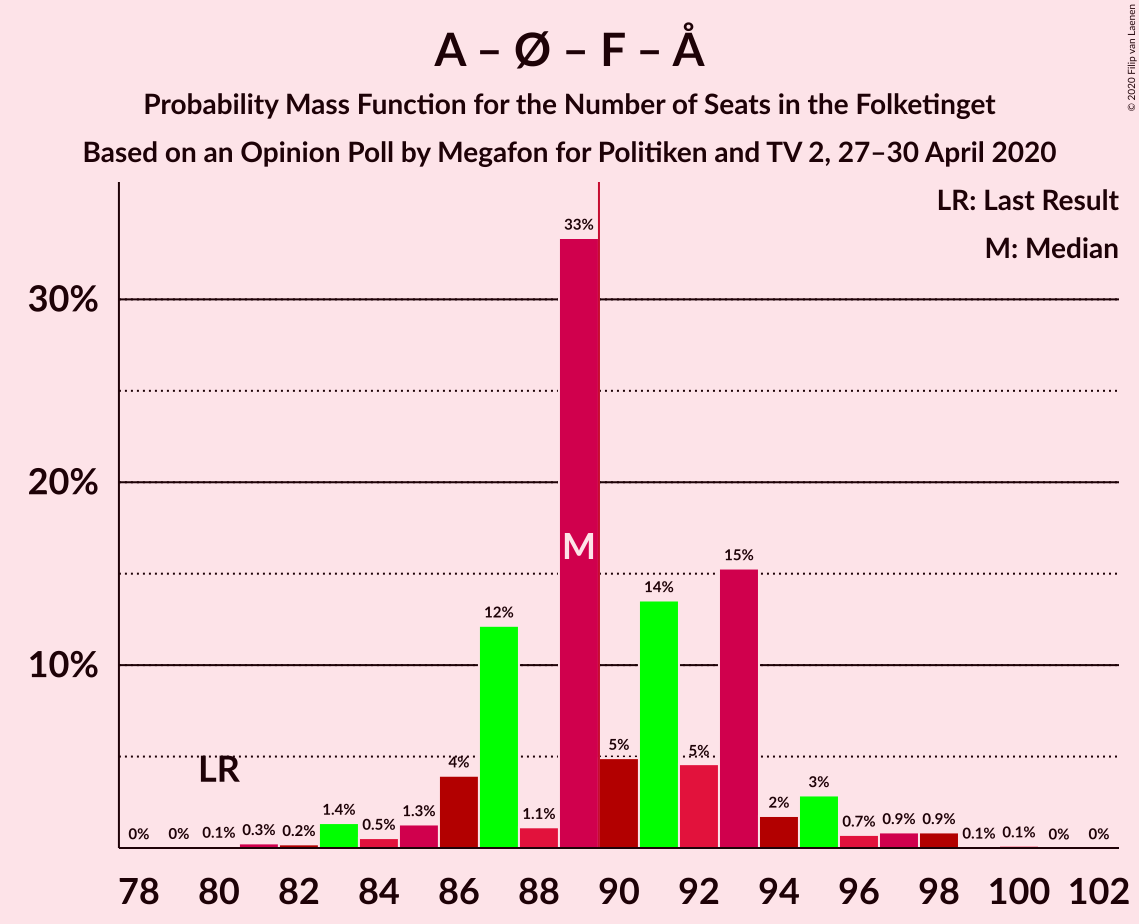 A – Ø – F – Å
Probability Mass Function for the Number of Seats in the Folketinget
Based on an Opinion Poll by Megafon for Politiken and TV 2, 27–30 April 2020
© 2020 Filip van Laenen
LR: Last Result
M: Median
33%
30%
20%
M
15%
14%
12%
10%
5%
5%
4%
LR
3%
2%
1.4%
1.3%
1.1%
0.9%
0.9%
0.7%
0.5%
0.3%
0.2%
0% 0% 0.1%
0.1% 0.1% 0% 0%
78 80 82 84 86 88 90 92 94 96 98 100 102